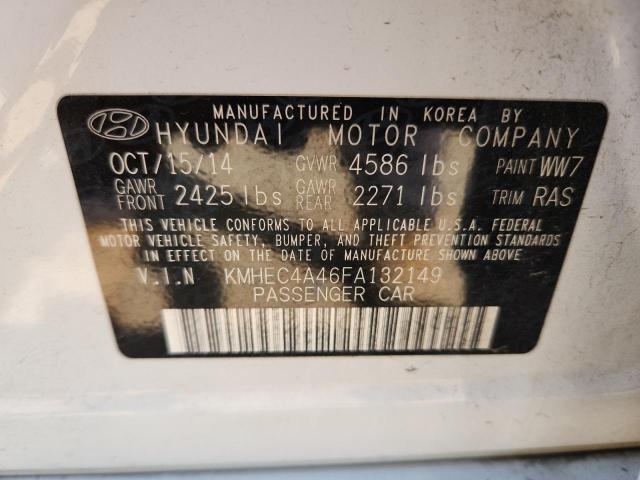 MANUFACTURED IN KOREA BY
HYUNDAI MOTOR COMPANY
OCT/15/14 GVWR 4586 lbs PAINT WW7
GAWR FRONT 2425 lbs GAWR REAR 2271 lbs TRIM RAS
THIS VEHICLE CONFORMS TO ALL APPLICABLE U.S.A. FEDERAL
MOTOR VEHICLE SAFETY, BUMPER, AND THEFT PREVENTION STANDARDS
IN EFFECT ON THE DATE OF MANUFACTURE SHOWN ABOVE
V.I.N KMHEC4A46FA132149
PASSENGER CAR